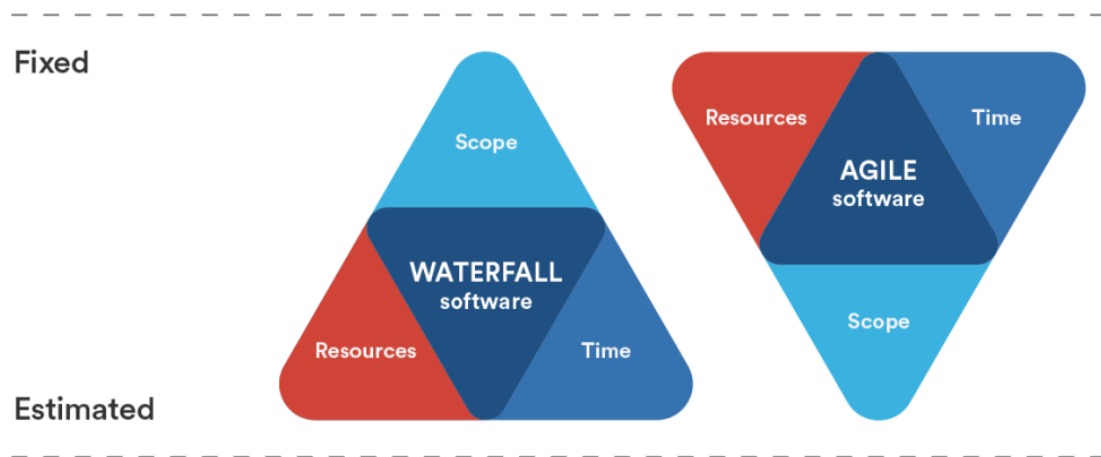 Fixed
Scope
WATERFALL
software
Resources
Time
Resources
Time
AGILE
software
Scope
Estimated